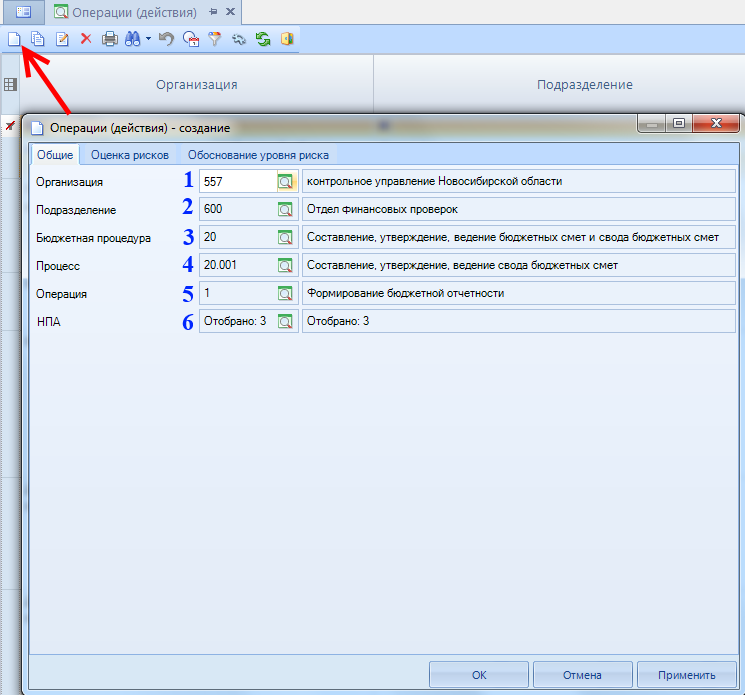 Операции (действия)
Организация Подразделение
Операции (действия) - создание
Общие Оценка рисков Обоснование уровня риска
Организация 1 557 контрольное управление Новосибирской области
Подразделение 2 600 Отдел финансовых проверок
Бюджетная процедура 3 20 Составление, утверждение, ведение бюджетных смет и свода бюджетных смет
Процесс 4 20.001 Составление, утверждение, ведение свода бюджетных смет
Операция 5 1 Формирование бюджетной отчетности
НПА 6 Отобрано: 3 Отобрано: 3
ОК Отмена Применить